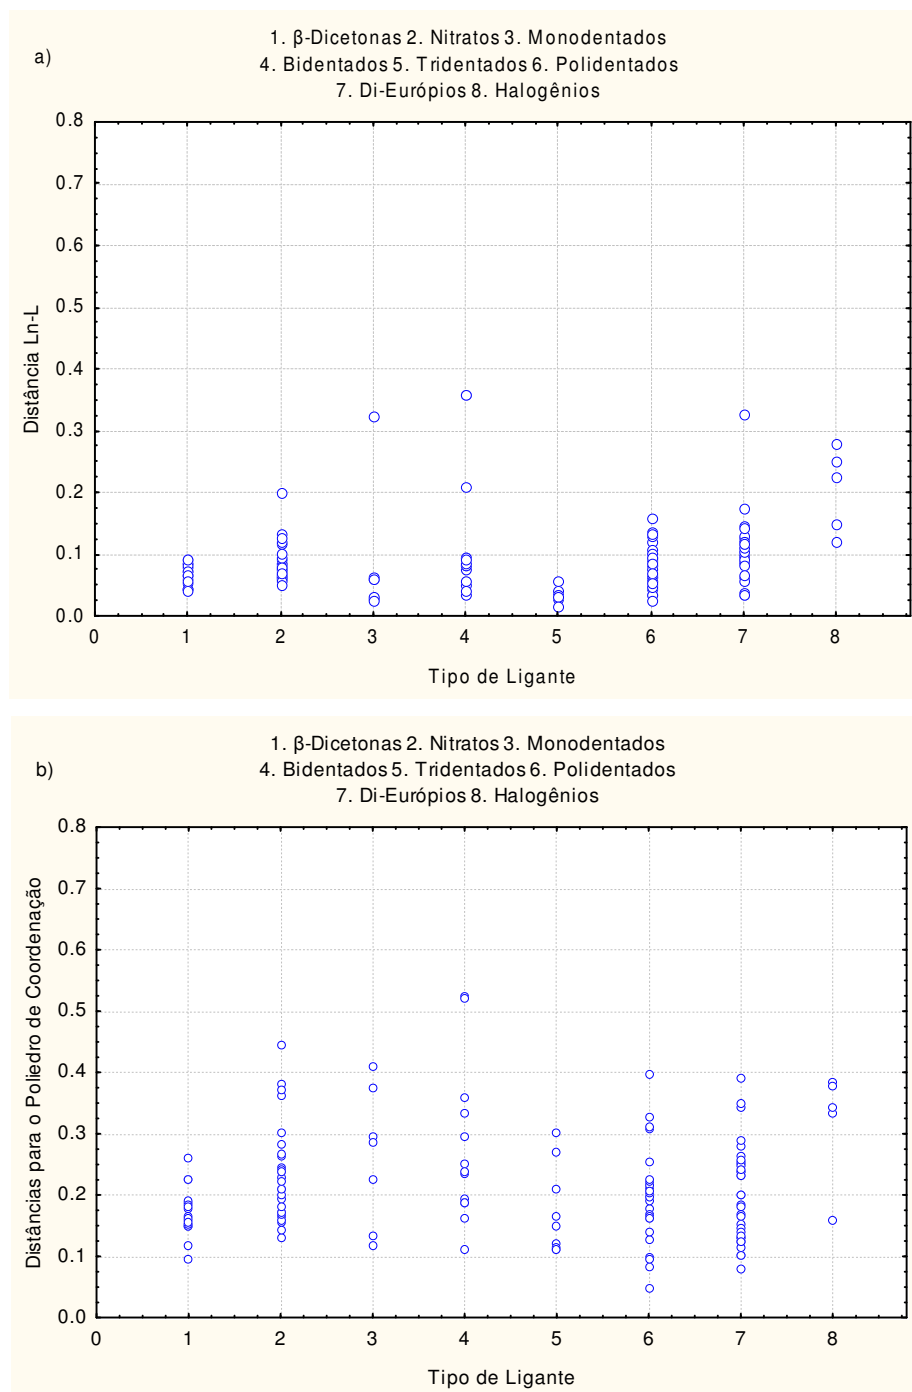 a)
1. β-Dicetonas 2. Nitratos 3. Monodentados
4. Bidentados 5. Tridentados 6. Polidentados
7. Di-Európios 8. Halogênios
Distância Ln-L
0.8
0.7
0.6
0.5
0.4
0.3
0.2
0.1
0.0
0 1 2 3 4 5 6 7 8
Tipo de Ligante
b)
1. β-Dicetonas 2. Nitratos 3. Monodentados
4. Bidentados 5. Tridentados 6. Polidentados
7. Di-Európios 8. Halogênios
Distâncias para o Poliedro de Coordenação
0.8
0.7
0.6
0.5
0.4
0.3
0.2
0.1
0.0
0 1 2 3 4 5 6 7 8
Tipo de Ligante